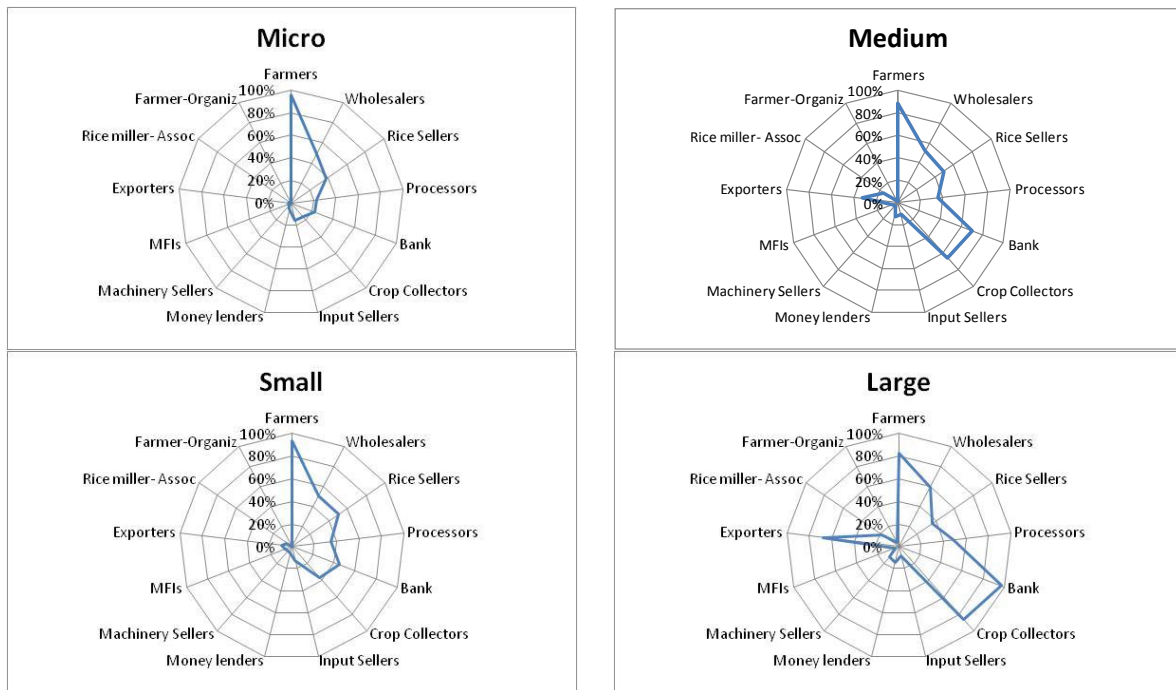 Micro
Farmers
Wholesalers
Rice Sellers
Processors
Bank
Crop Collectors
Input Sellers
Money lenders
Machinery Sellers
MFIs
Exporters
Rice miller- Assoc
Farmer-Organiz
100%
80%
60%
40%
20%
0%
Medium
Farmers
Wholesalers
Rice Sellers
Processors
Bank
Crop Collectors
Input Sellers
Money lenders
Machinery Sellers
MFIs
Exporters
Rice miller- Assoc
Farmer-Organiz
100%
80%
60%
40%
20%
0%
Small
Farmers
Wholesalers
Rice Sellers
Processors
Bank
Crop Collectors
Input Sellers
Money lenders
Machinery Sellers
MFIs
Exporters
Rice miller- Assoc
Farmer-Organiz
100%
80%
60%
40%
20%
0%
Large
Farmers
Wholesalers
Rice Sellers
Processors
Bank
Crop Collectors
Input Sellers
Money lenders
Machinery Sellers
MFIs
Exporters
Rice miller- Assoc
Farmer-Organiz
100%
80%
60%
40%
20%
0%